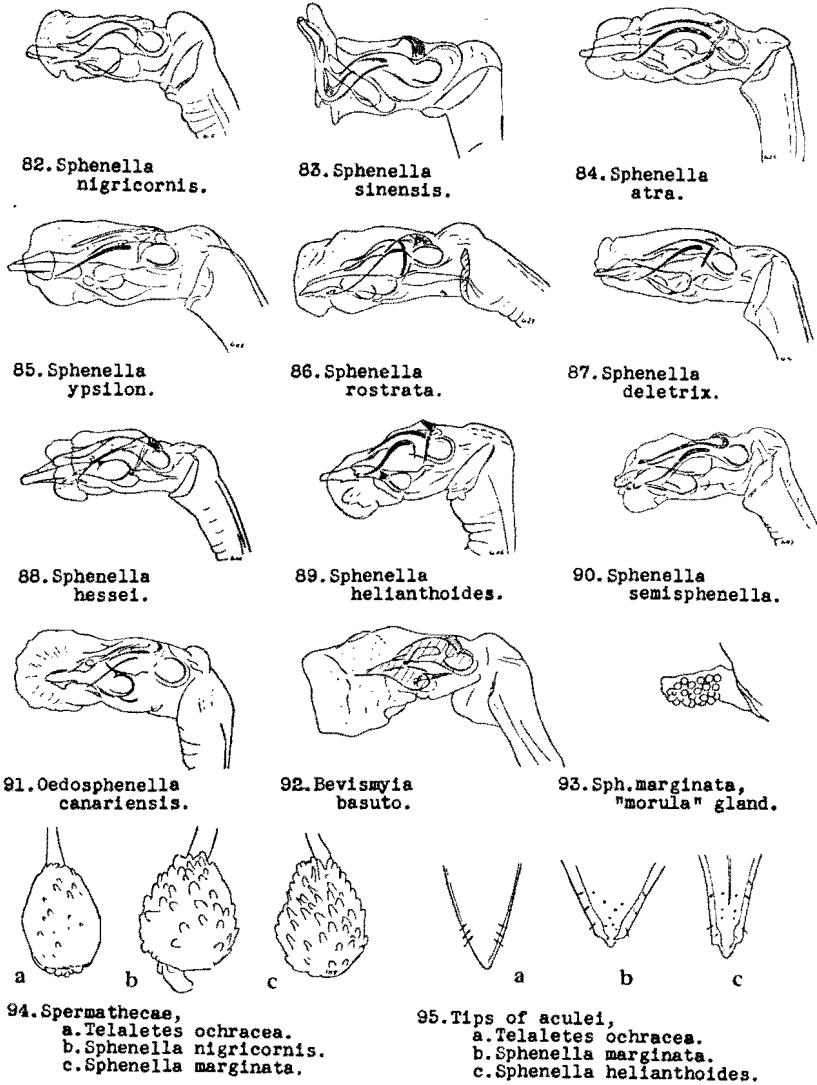 82.Sphenella
nigricornis.
83.Sphenella
sinensis.
84.Sphenella
atra.
85.Sphenella
ypsilon.
86.Sphenella
rostrata.
87.Sphenella
deletrix.
88.Sphenella
hessei.
89.Sphenella
helianthoides.
90.Sphenella
semisphenella.
91.Oedosphenella
canariensis.
92.Bevismyia
basuto.
93.Sph.marginata,
"morula" gland.
a b c
a b c
94.Spermathecae,
a.Telaletes ochracea.
b.Sphenella nigricornis.
c.Sphenella marginata.
95.Tips of aculei,
a.Telaletes ochracea.
b.Sphenella marginata.
c.Sphenella helianthoides.